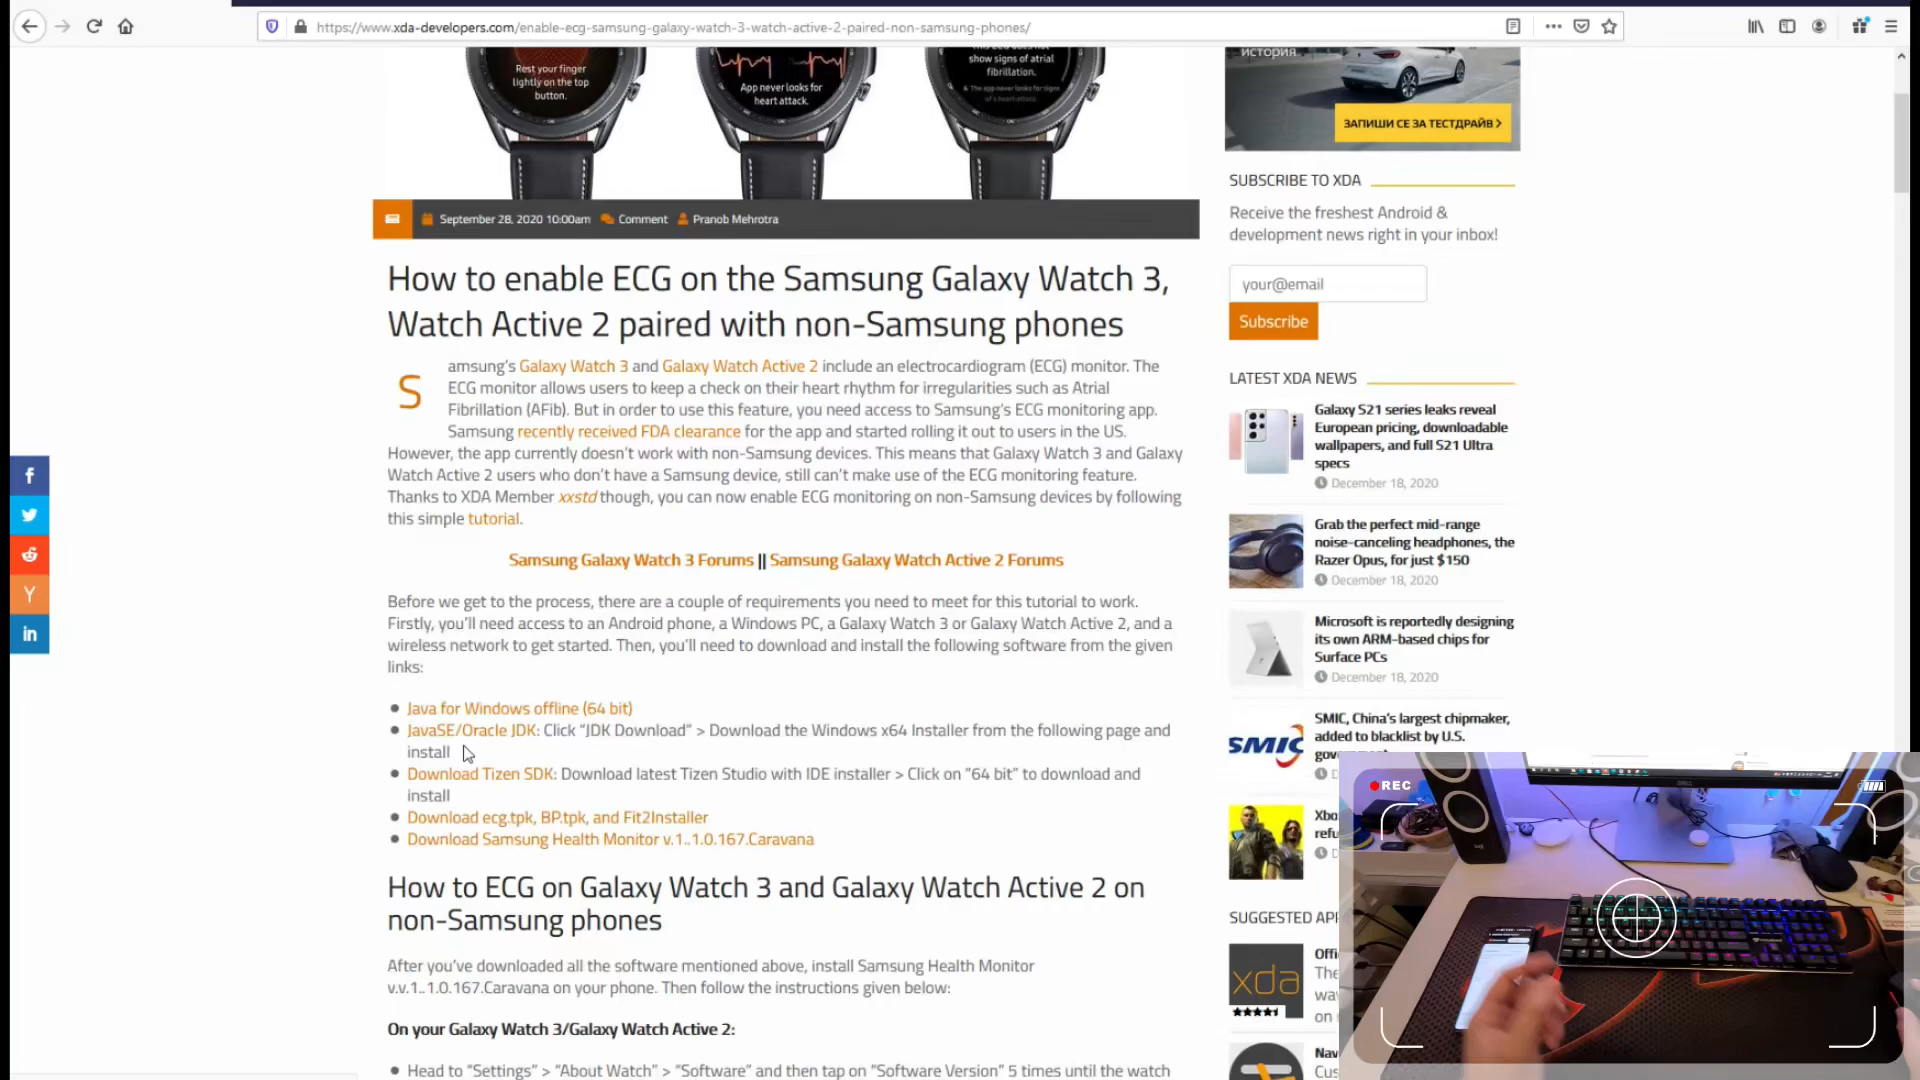 https://www.xda-developers.com/enable-ecg-samsung-galaxy-watch-3-watch-active-2-paired-non-samsung-phones/
Rest your finger
lightly on the top
button.
App never looks for
heart attack.
show signs of atrial
fibrillation.
история
ЗАПИШИ СЕ ЗА ТЕСТДРАЙВ >
September 28, 2020 10:00am Comment Pranob Mehrotra
How to enable ECG on the Samsung Galaxy Watch 3,
Watch Active 2 paired with non-Samsung phones
Samsung's Galaxy Watch 3 and Galaxy Watch Active 2 include an electrocardiogram (ECG) monitor. The
ECG monitor allows users to keep a check on their heart rhythm for irregularities such as Atrial
Fibrillation (AFib). But in order to use this feature, you need access to Samsung's ECG monitoring app.
Samsung recently received FDA clearance for the app and started rolling it out to users in the US.
However, the app currently doesn't work with non-Samsung devices. This means that Galaxy Watch 3 and Galaxy
Watch Active 2 users who don't have a Samsung device, still can't make use of the ECG monitoring feature.
Thanks to XDA Member xxstd though, you can now enable ECG monitoring on non-Samsung devices by following
this simple tutorial.
Samsung Galaxy Watch 3 Forums || Samsung Galaxy Watch Active 2 Forums
Before we get to the process, there are a couple of requirements you need to meet for this tutorial to work.
Firstly, you'll need access to an Android phone, a Windows PC, a Galaxy Watch 3 or Galaxy Watch Active 2, and a
wireless network to get started. Then, you'll need to download and install the following software from the given
links:
Java for Windows offline (64 bit)
JavaSE/Oracle JDK: Click "JDK Download" > Download the Windows x64 Installer from the following page and
install
Download Tizen SDK: Download latest Tizen Studio with IDE installer > Click on "64 bit" to download and
install
Download ecg.tpk, BP.tpk, and Fit2Installer
Download Samsung Health Monitor v.1..1.0.167.Caravana
How to ECG on Galaxy Watch 3 and Galaxy Watch Active 2 on
non-Samsung phones
After you've downloaded all the software mentioned above, install Samsung Health Monitor
v.v.1..1.0.167.Caravana on your phone. Then follow the instructions given below:
On your Galaxy Watch 3/Galaxy Watch Active 2:
Head to "Settings" > "About Watch" > "Software" and then tap on "Software Version" 5 times until the watch
SUBSCRIBE TO XDA
Receive the freshest Android &
development news right in your inbox!
your@email
Subscribe
LATEST XDA NEWS
Galaxy S21 series leaks reveal
European pricing, downloadable
wallpapers, and full S21 Ultra
specs
December 18, 2020
Grab the perfect mid-range
noise-canceling headphones, the
Razer Opus, for just $150
December 18, 2020
Microsoft is reportedly designing
its own ARM-based chips for
Surface PCs
December 18, 2020
SMIC
SMIC, China's largest chipmaker,
added to blacklist by U.S.
SUGGESTED
xda
The
on
REC